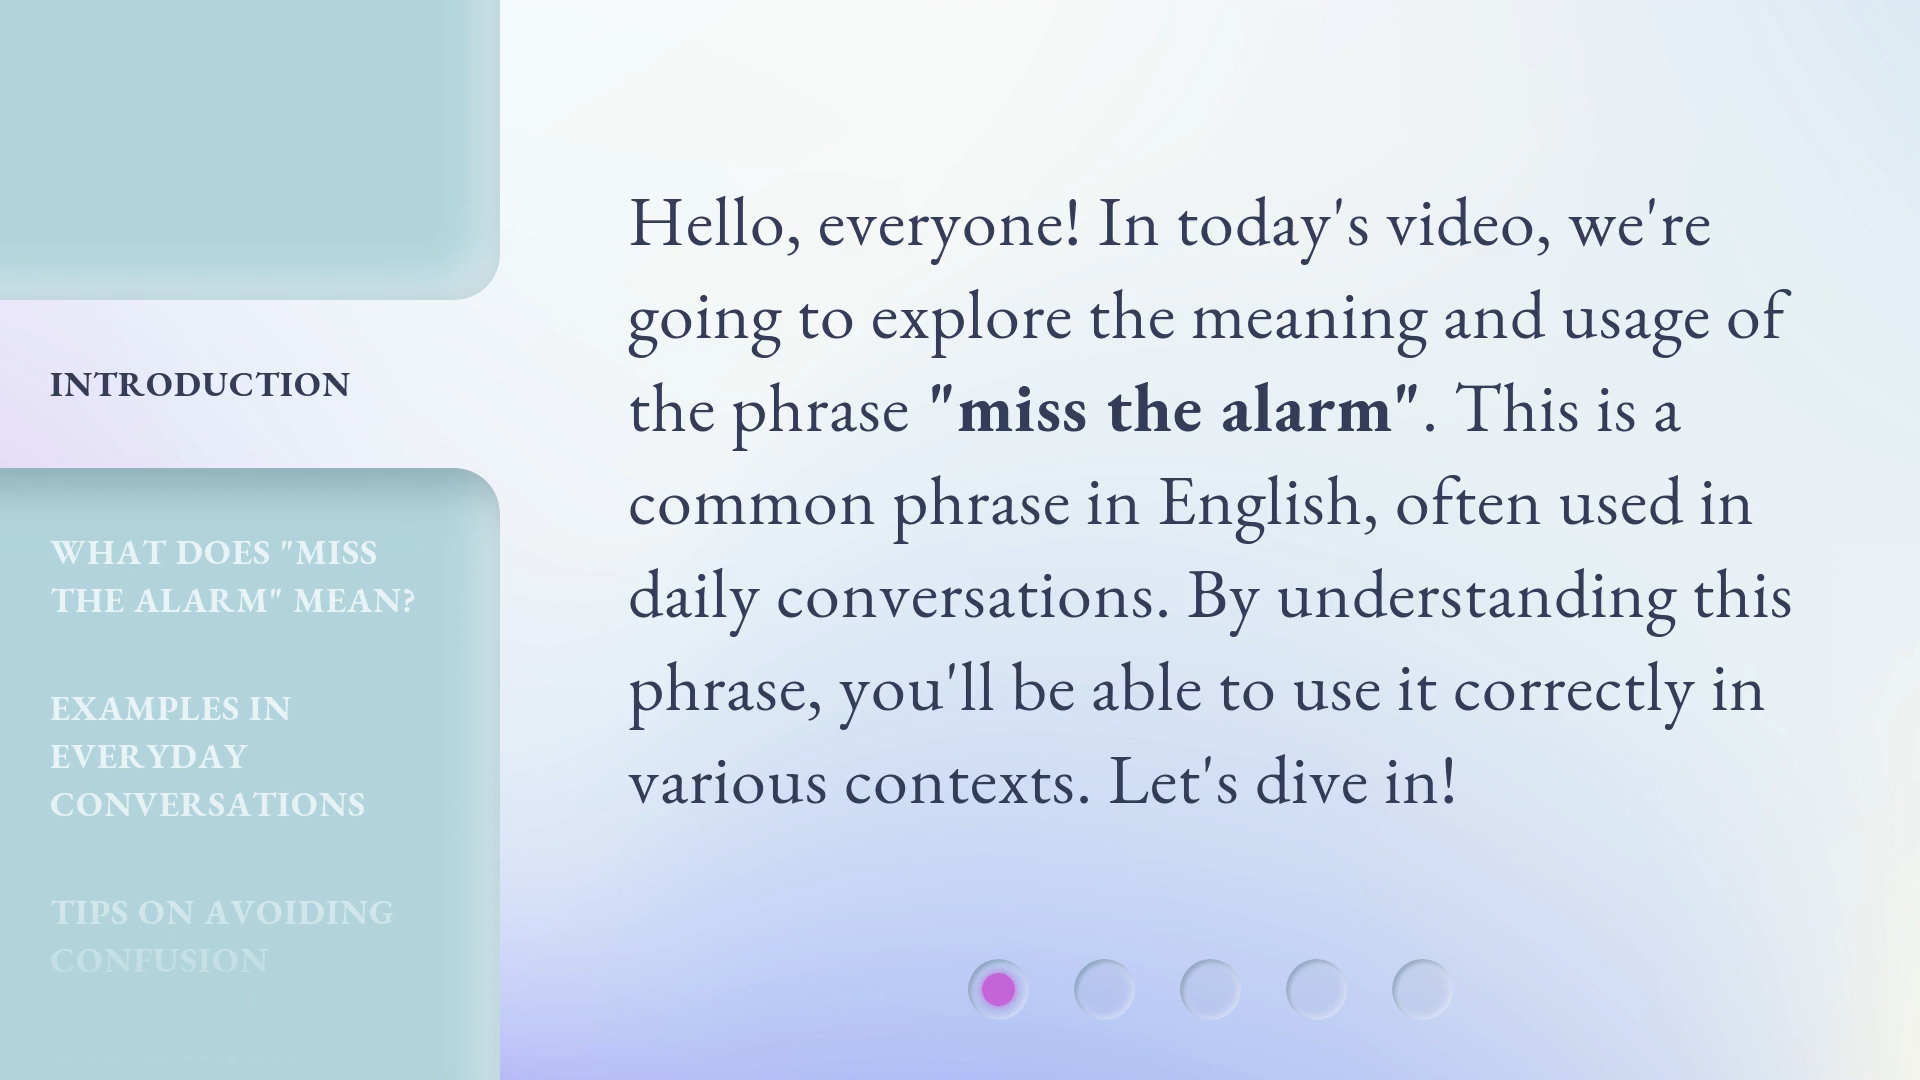 INTRODUCTION
WHAT DOES "MISS
THE ALARM" MEAN?
EXAMPLES IN
EVERYDAY
CONVERSATIONS
TIPS ON AVOIDING
CONFUSION
Hello, everyone! In today's video, we're
going to explore the meaning and usage of
the phrase "miss the alarm". This is a
common phrase in English, often used in
daily conversations. By understanding this
phrase, you'll be able to use it correctly in
various contexts. Let's dive in!